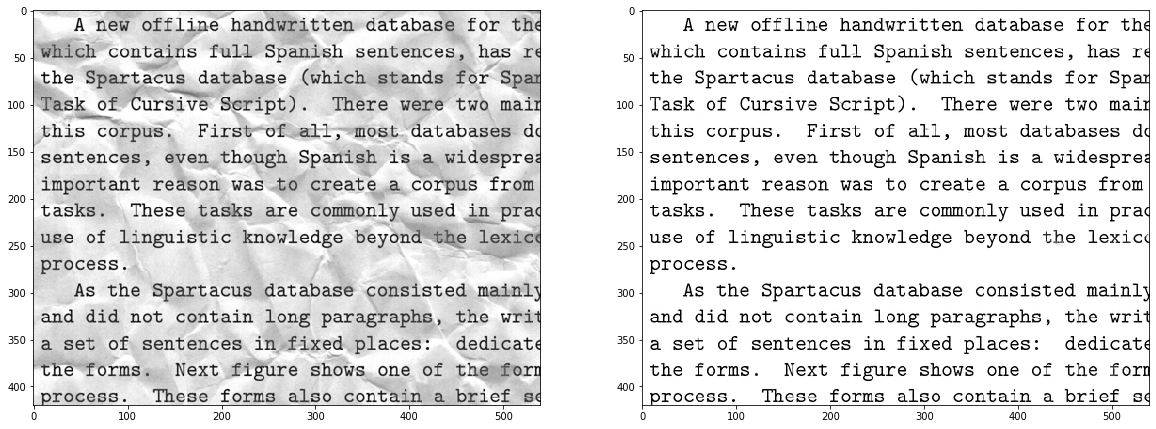 0
50
100
150
200
250
300
350
400
A new offline handwritten database for the
which contains full Spanish sentences, has re
the Spartacus database (which stands for Span
Task of Cursive Script). There were two main
this corpus. First of all, most databases do
sentences, even though Spanish is a widesprea
important reason was to create a corpus from
tasks. These tasks are commonly used in prac
use of linguistic knowledge beyond the lexico
process.
As the Spartacus database consisted mainly
and did not contain long paragraphs, the writ
a set of sentences in fixed places: dedicate
the forms. Next figure shows one of the form
process. These forms also contain a brief se
0 100 200 300 400 500
0
50
100
150
200
250
300
350
400
A new offline handwritten database for the
which contains full Spanish sentences, has re
the Spartacus database (which stands for Span
Task of Cursive Script). There were two main
this corpus. First of all, most databases do
sentences, even though Spanish is a widesprea
important reason was to create a corpus from
tasks. These tasks are commonly used in prac
use of linguistic knowledge beyond the lexico
process.
As the Spartacus database consisted mainly
and did not contain long paragraphs, the writ
a set of sentences in fixed places: dedicate
the forms. Next figure shows one of the form
process. These forms also contain a brief se
0 100 200 300 400 500